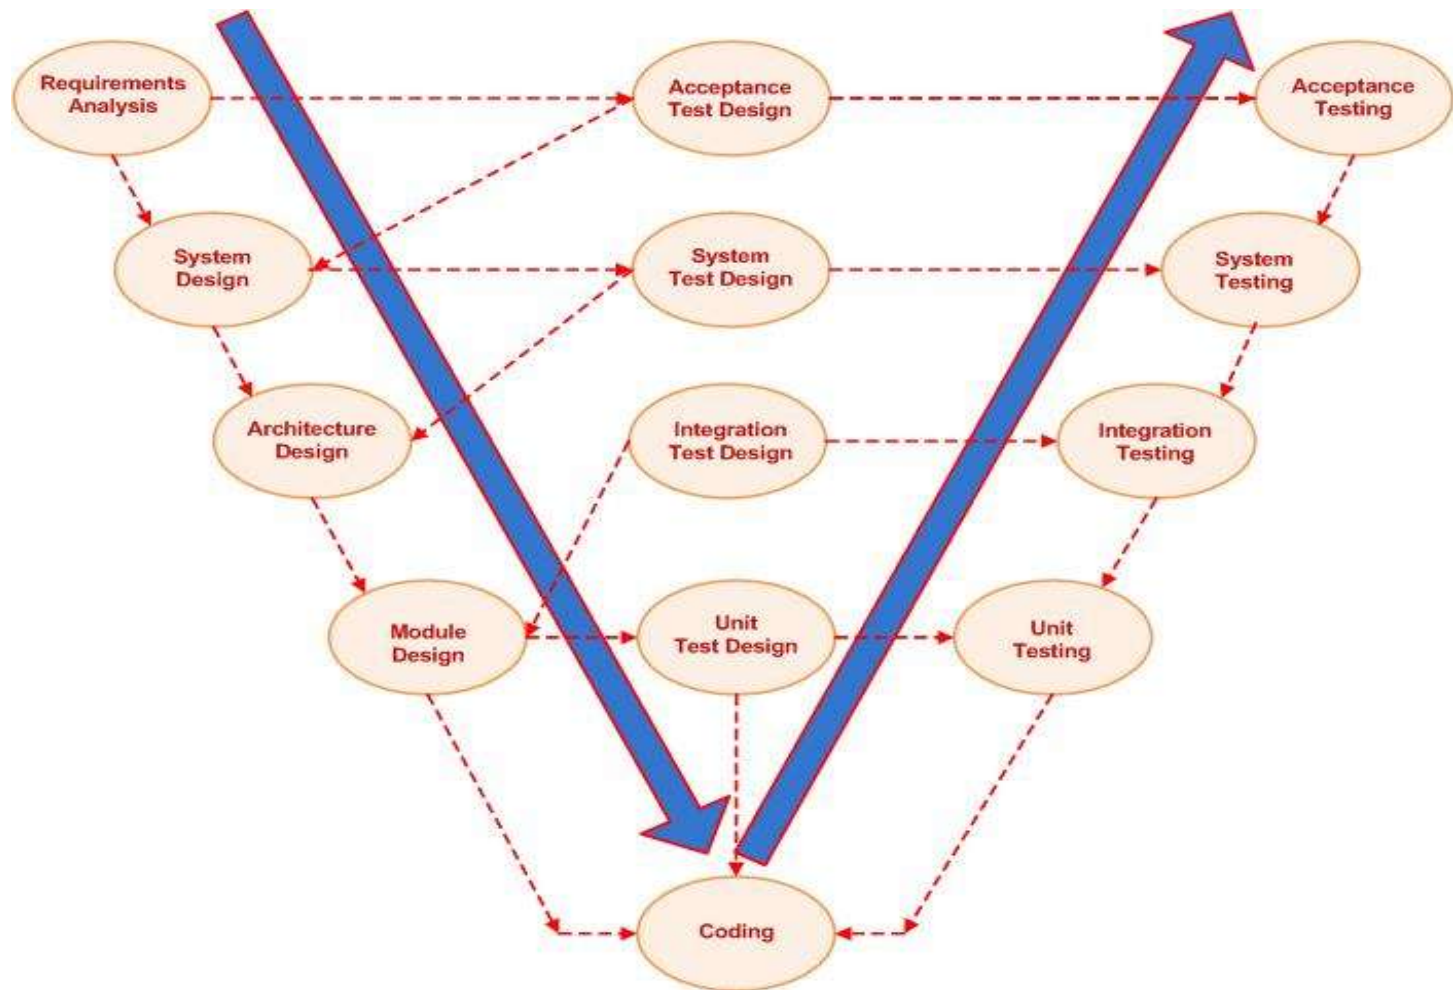 Requirements
Analysis
Acceptance
Test Design
Acceptance
Testing
System
Design
System
Test Design
System
Testing
Architecture
Design
Integration
Test Design
Integration
Testing
Module
Design
Unit
Test Design
Unit
Testing
Coding